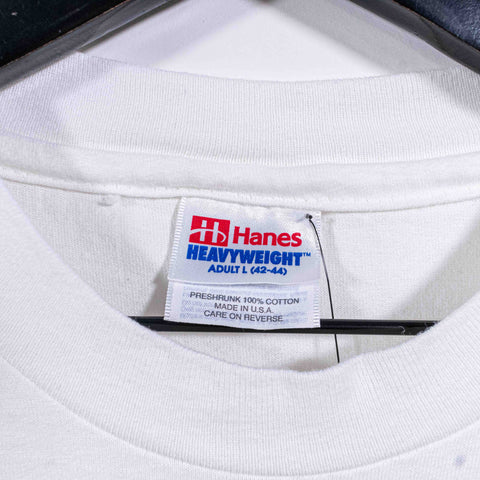 Hanes
HEAVYWEIGHT™
ADULT L (42-44)
PRESHRUNK 100% COTTON
MADE IN U.S.A.
CARE ON REVERSE